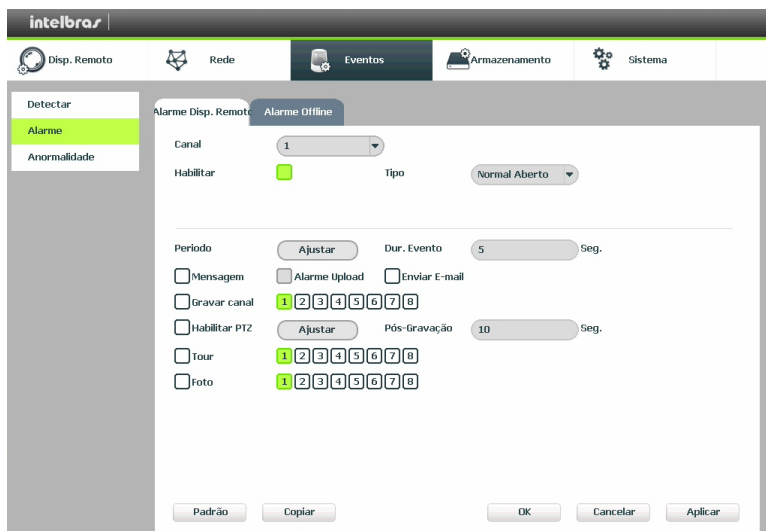 intelbras
Disp. Remoto Rede Eventos Armazenamento Sistema
Detectar
Alarme
Anormalidade
Alarme Disp. Remoto Alarme Offline
Canal 1
Habilitar Tipo Normal Aberto
Periodo Ajustar Dur. Evento 5 Seg.
Mensagem Alarme Upload Enviar E-mail
Gravar canal 1 2 3 4 5 6 7 8
Habilitar PTZ Ajustar Pós-Gravação 10 Seg.
Tour 1 2 3 4 5 6 7 8
Foto 1 2 3 4 5 6 7 8
Padrão Copiar OK Cancelar Aplicar